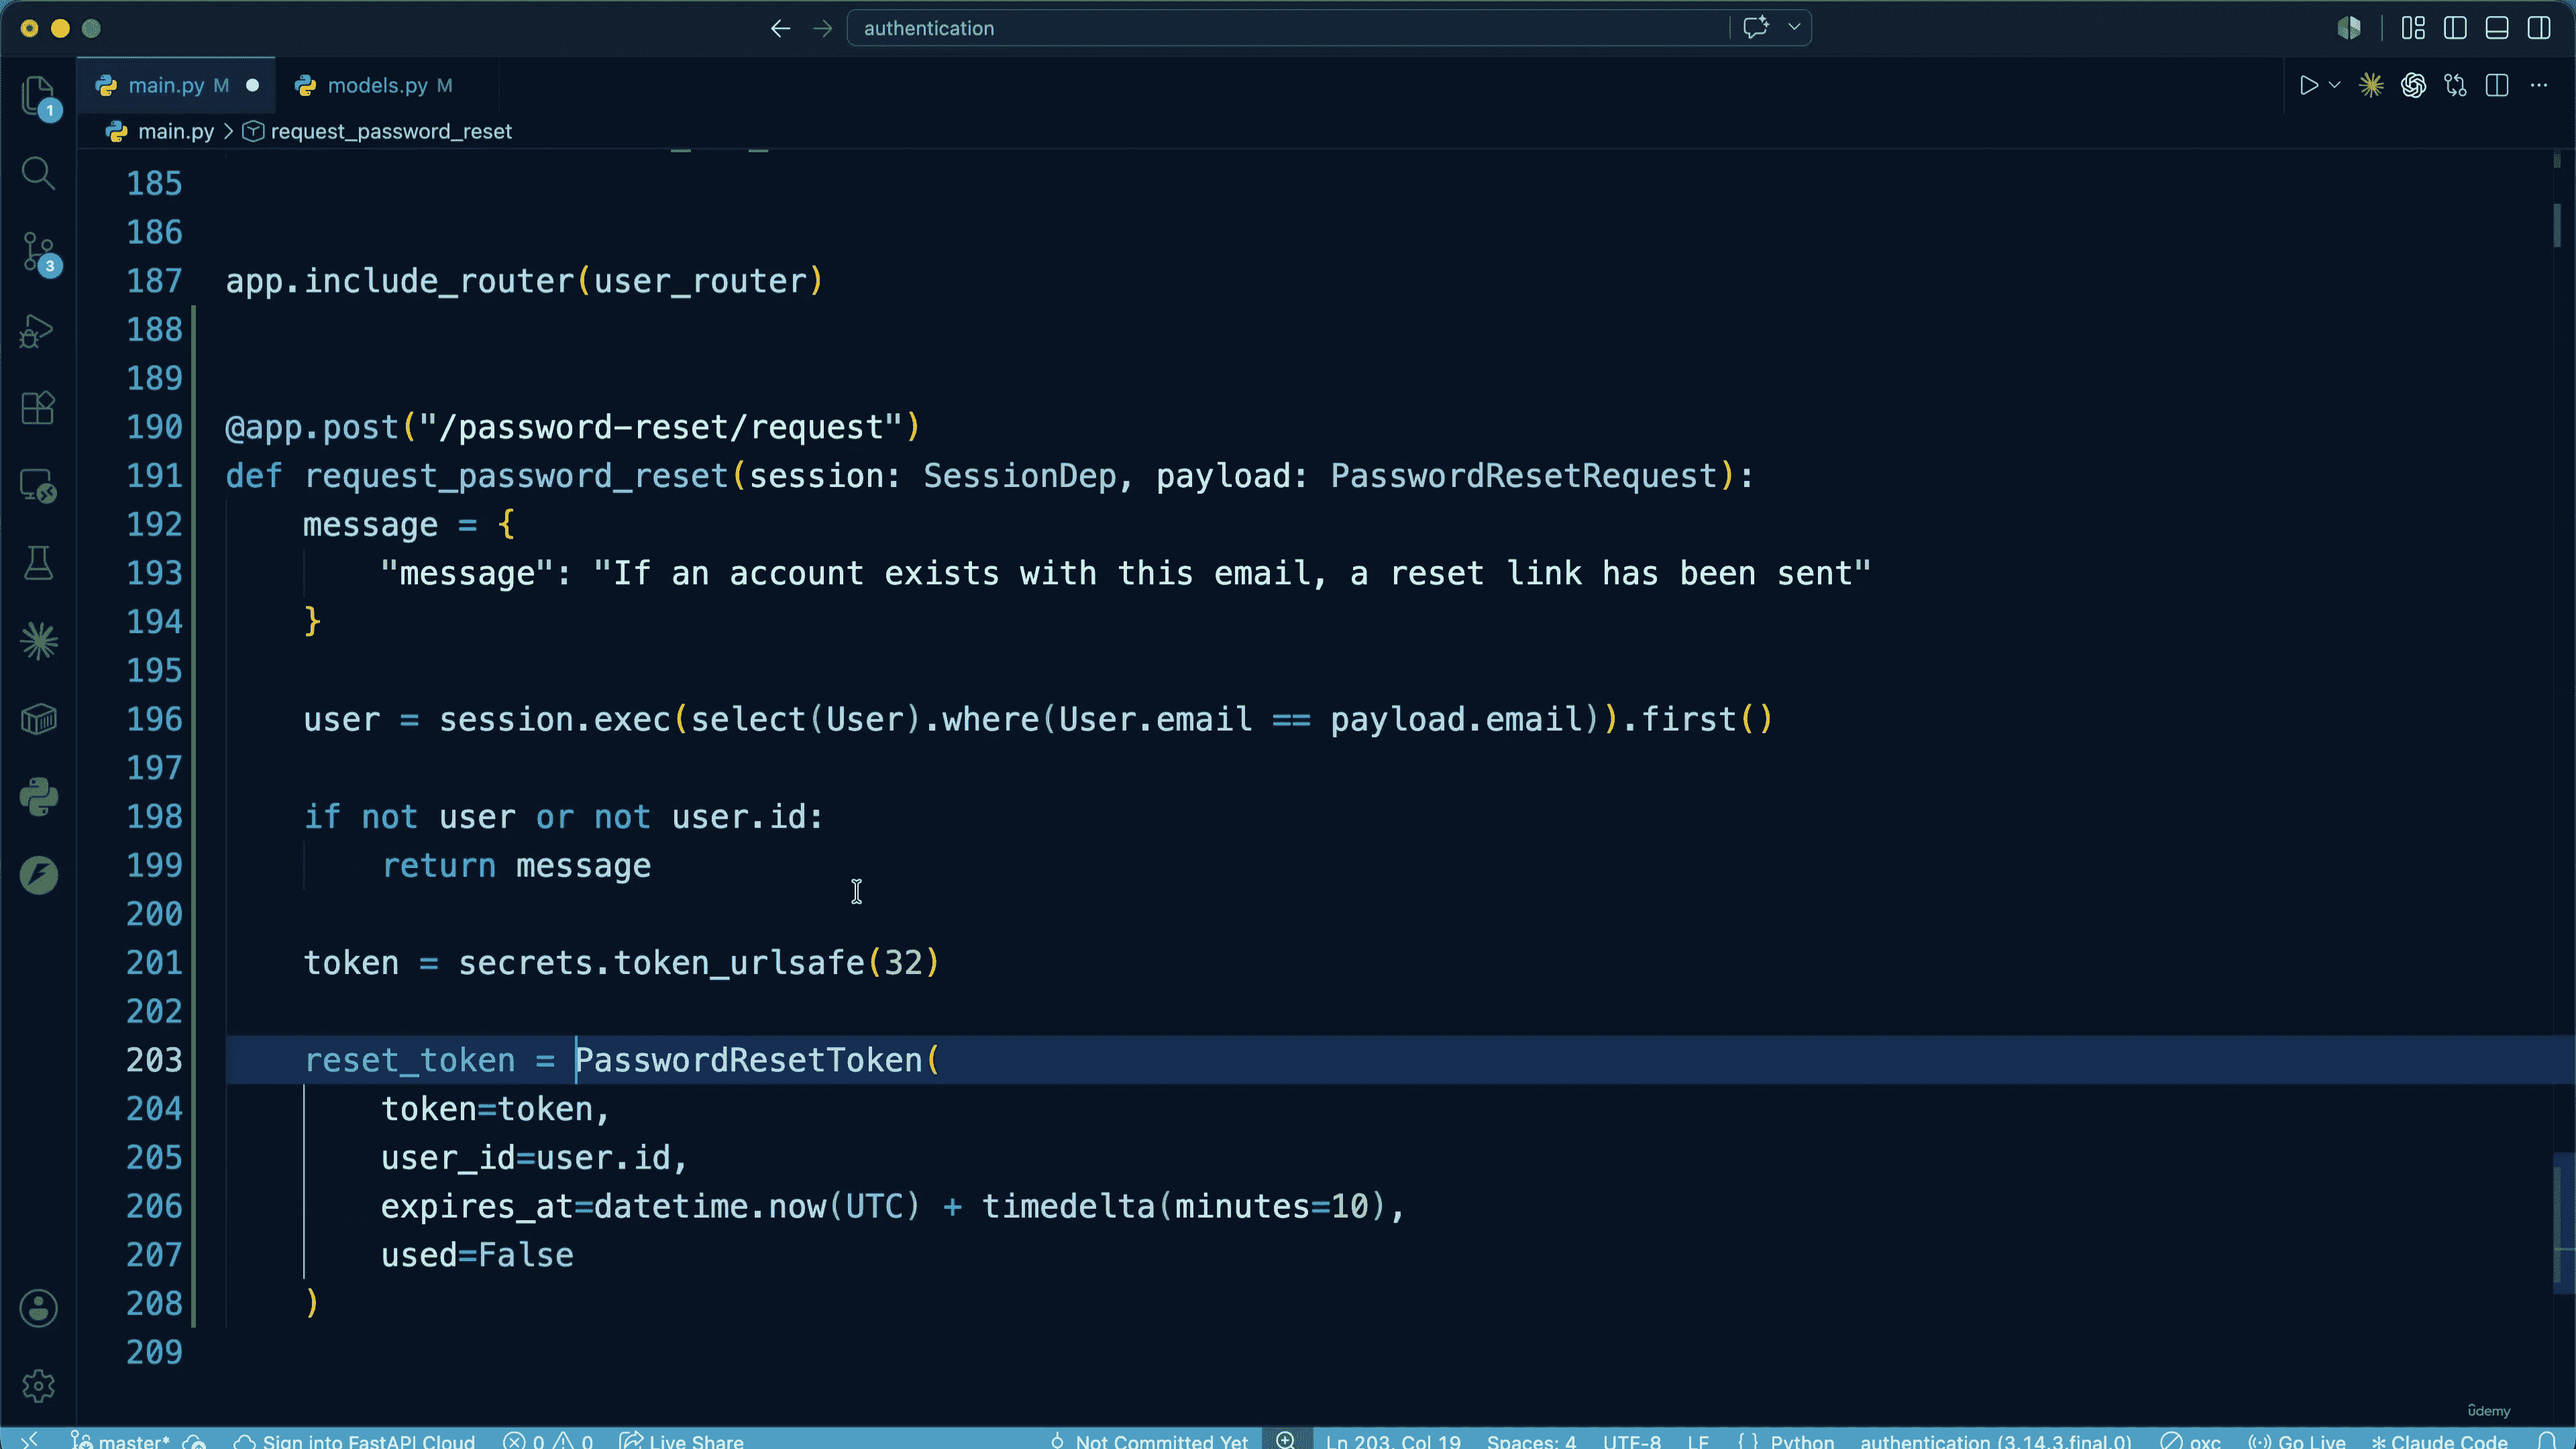 authentication
main.py M
models.py M
main.py > request_password_reset
1
3
185
186
187 app.include_router(user_router)
188
189
190 @app.post("/password-reset/request")
191 def request_password_reset(session: SessionDep, payload: PasswordResetRequest):
192 message = {
193 "message": "If an account exists with this email, a reset link has been sent"
194 }
195
196 user = session.exec(select(User).where(User.email == payload.email)).first()
197
198 if not user or not user.id:
199 return message
200
201 token = secrets.token_urlsafe(32)
202
203 reset_token = PasswordResetToken(
204 token=token,
205 user_id=user.id,
206 expires_at=datetime.now(UTC) + timedelta(minutes=10),
207 used=False
208 )
209
ûdemy
master* Sign into FastAPI Cloud 0 0 Live Share Not Committed Yet Ln 203, Col 19 Spaces: 4 UTF-8 LF {} Python authentication (3.14.3.final.0) oxc Go Live Claude Code